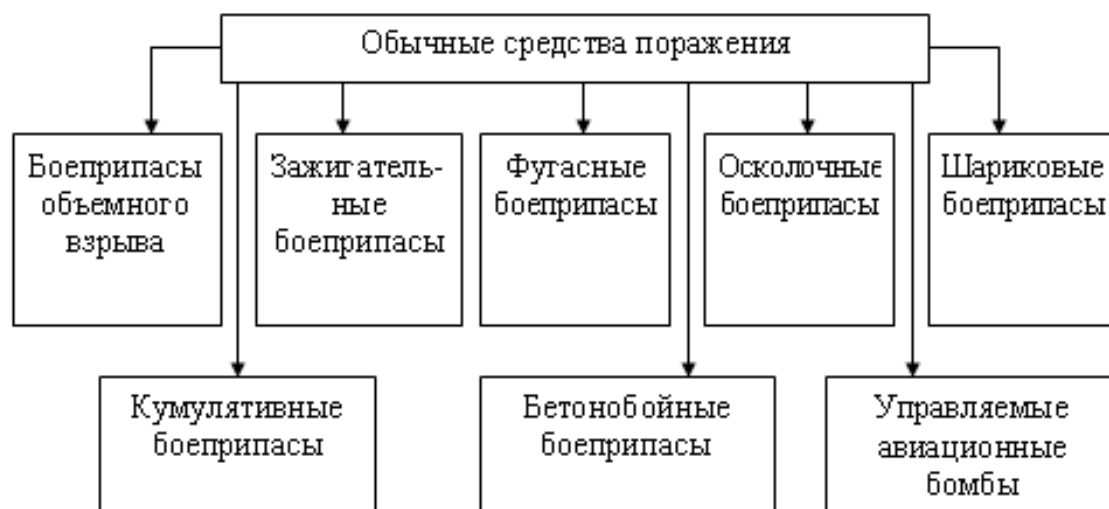 Обычные средства поражения
Боеприпасы
объемного
взрыва
Зажигатель-
ные
боеприпасы
Фугасные
боеприпасы
Осколочные
боеприпасы
Шариковые
боеприпасы
Кумулятивные
боеприпасы
Бетонобойные
боеприпасы
Управляемые
авиационные
бомбы